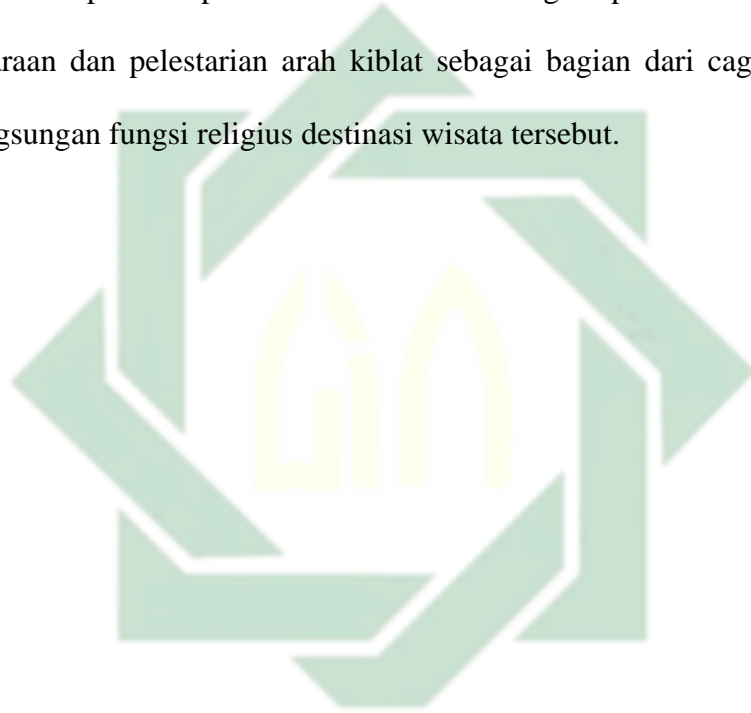 raan dan pelestarian arah kiblat sebagai bagian dari cag
gsungan fungsi religius destinasi wisata tersebut.